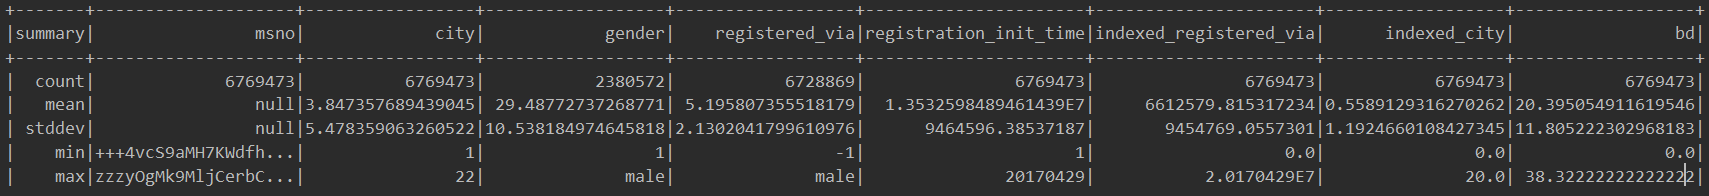 +-------+--------------------+-----------------+------------------+------------------+----------------------+----------------------+------------------+------------------+
|summary|                msno|             city|            gender|    registered_via|registration_init_time|indexed_registered_via|      indexed_city|                bd|
+-------+--------------------+-----------------+------------------+------------------+----------------------+----------------------+------------------+------------------+
|  count|             6769473|          6769473|           2380572|           6728869|               6769473|               6769473|           6769473|           6769473|
|   mean|                null|3.847357689439045| 29.48772737268771| 5.195807355518179|   1.3532598489461439E7|     6612579.815317234|0.5589129316270262|20.395054911619546|
| stddev|                null|5.478359063260522|10.538184974645818|2.1302041799610976|      9464596.38537187|      9454769.0557301|1.1924660108427345|11.805222302968183|
|    min|+++4vcS9aMH7KWdfh...|                1|                 1|                -1|                     1|                   0.0|               0.0|               0.0|
|    max|zzzyOgMk9MljCerbC...|               22|              male|              male|              20170429|           2.0170429E7|              20.0| 38.32222222222222|